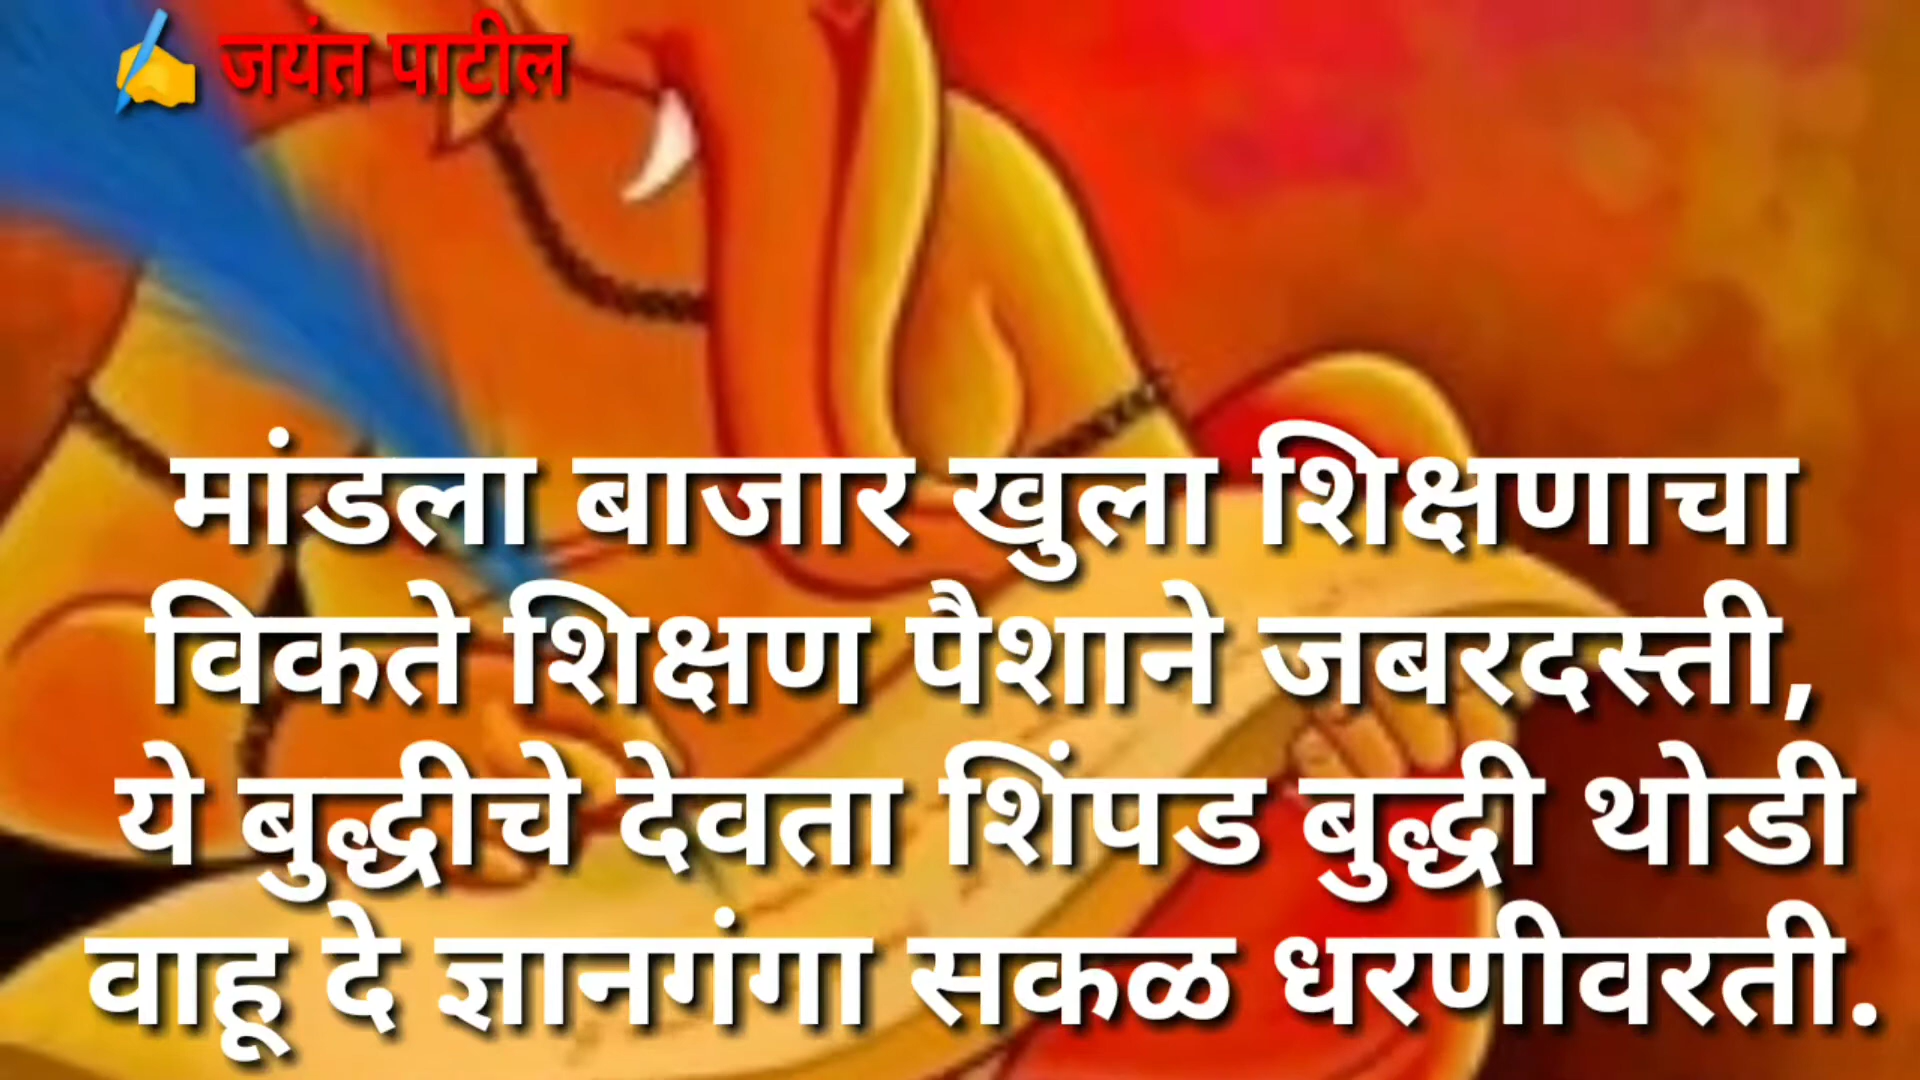 ✍ जयंत पाटील
मांडला बाजार खुला शिक्षणाचा
विकते शिक्षण पैशाने जबरदस्ती,
ये बुद्धीचे देवता शिंपड बुद्धी थोडी
वाहू दे ज्ञानगंगा सकळ धरणीवरती.